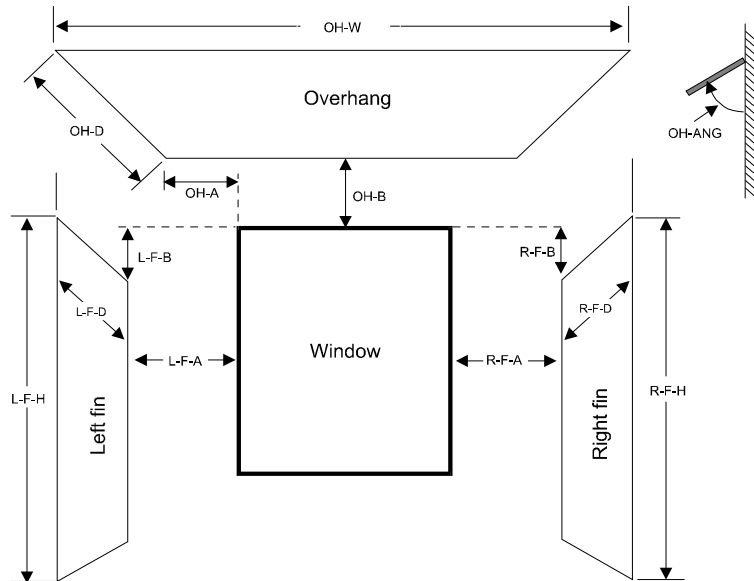 OH-W
Overhang
OH-D
OH-ANG
OH-A
OH-B
L-F-B
R-F-B
L-F-D
R-F-D
Window
L-F-A
R-F-A
L-F-H
R-F-H
Left fin
Right fin